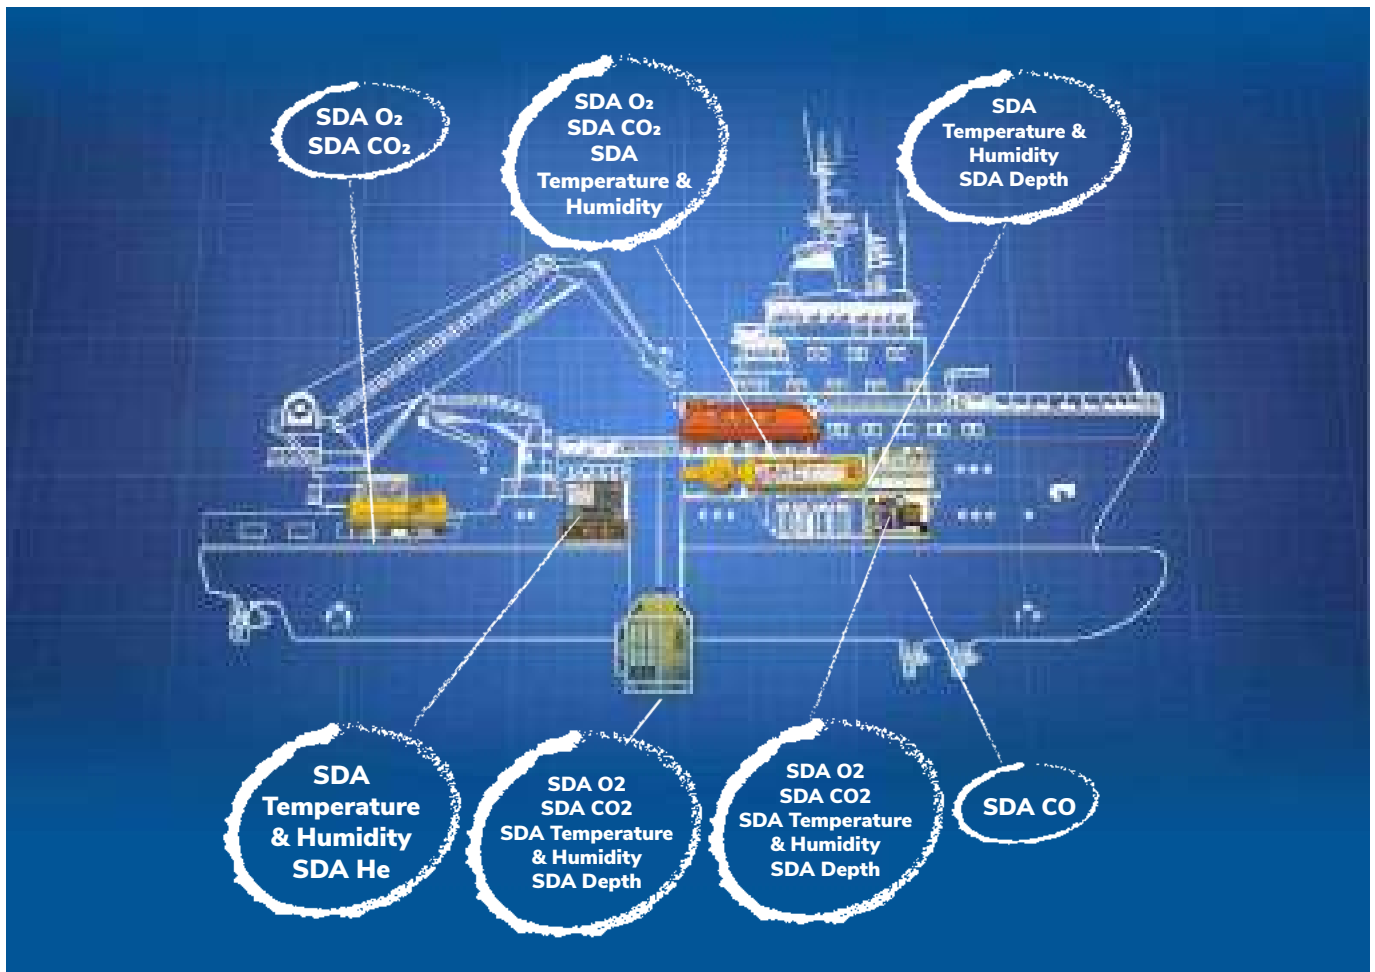 SDA O₂
SDA CO₂
SDA O₂
SDA CO₂
SDA
Temperature &
Humidity
SDA
Temperature &
Humidity
SDA Depth
SDA
Temperature
& Humidity
SDA He
SDA O2
SDA CO2
SDA Temperature
& Humidity
SDA Depth
SDA O2
SDA CO2
SDA Temperature
& Humidity
SDA Depth
SDA CO